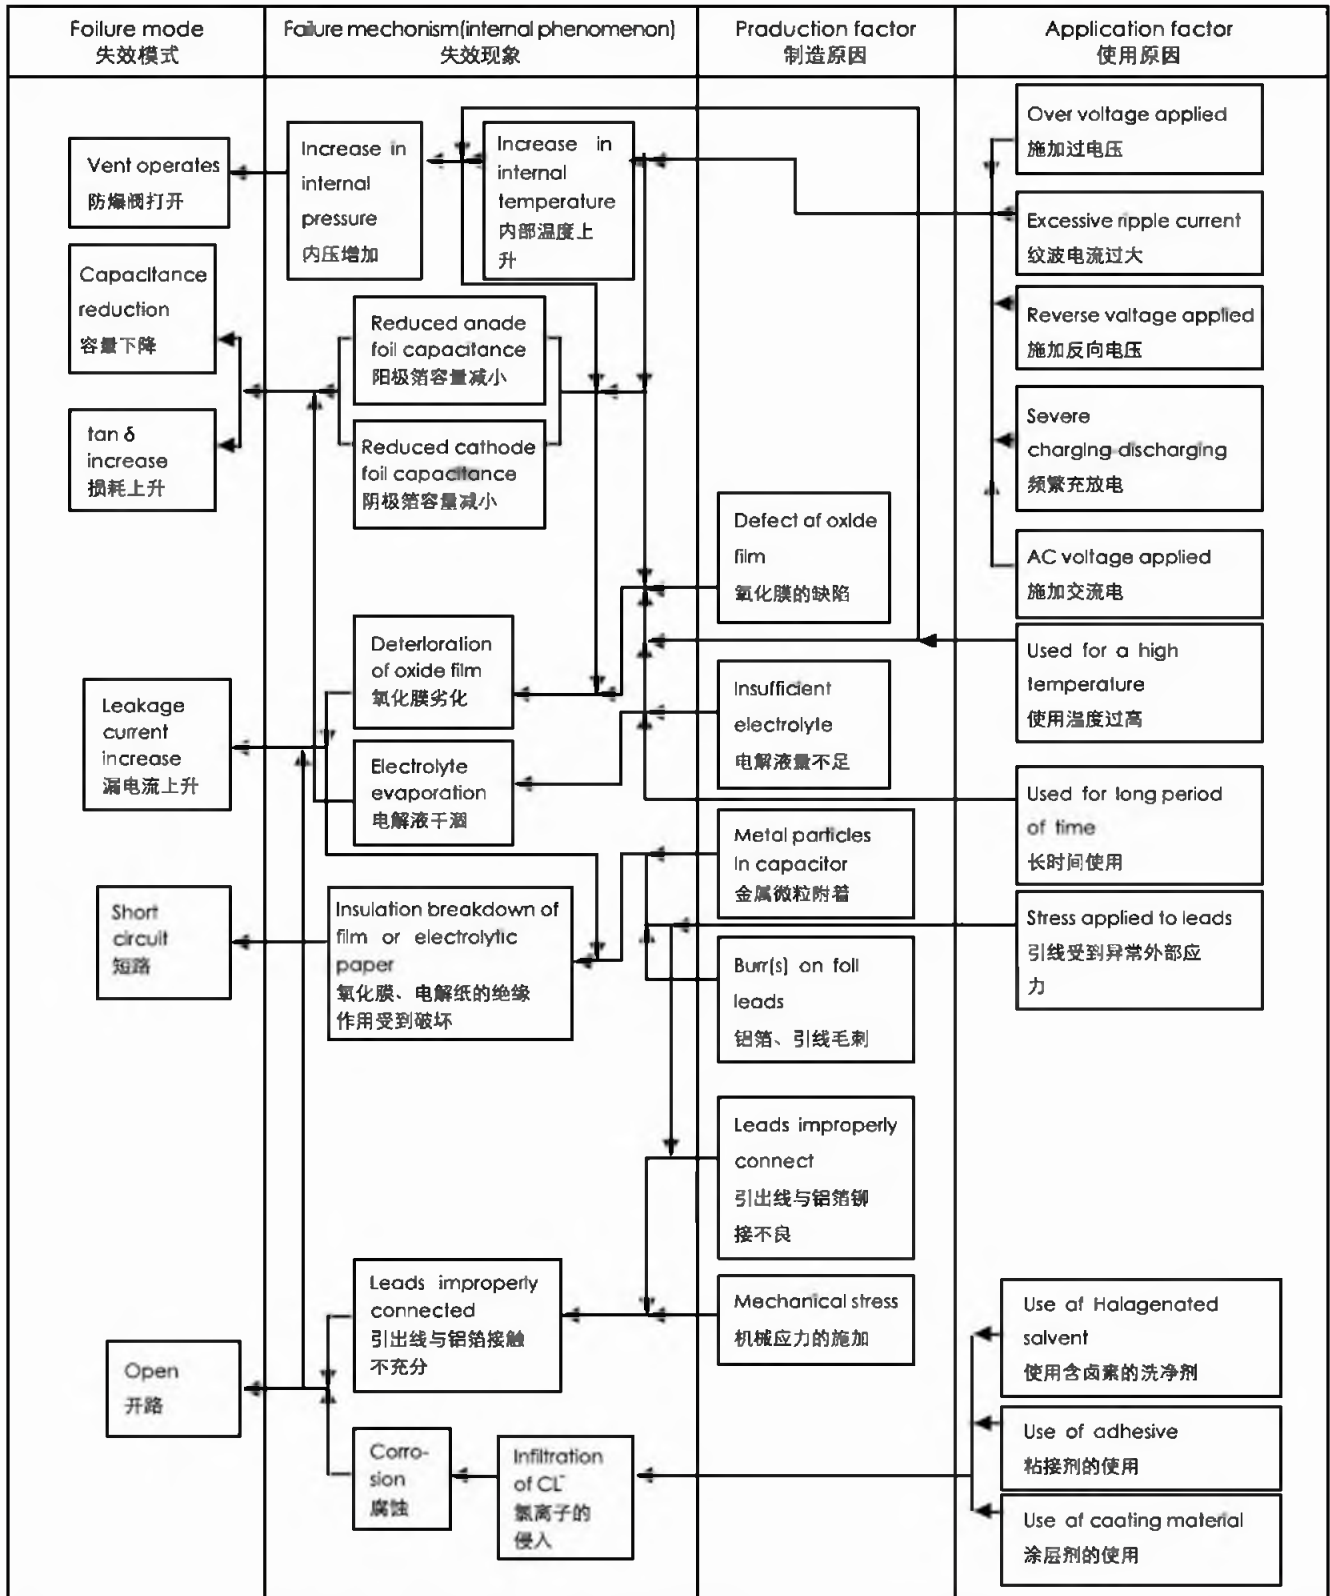 Failure mode
失效模式
Failure mechonism(internal phenomenon)
失效现象
Production factor
制造原因
Application factor
使用原因
Vent operates
防爆阀打开
Capacltance
reduction
容量下降
tan δ
increase
损耗上升
Leakage
current
increase
漏电流上升
Short
circuit
短路
Open
开路
Increase in
internal
pressure
内压增加
Increase in
internal
temperature
内部温度上
升
Reduced anade
foil capacitance
阳极箔容量减小
Reduced cathode
foil capacitance
阴极箔容量减小
Deterloration
of oxide film
氧化膜劣化
Electrolyte
evaporation
电解液干涸
Insulation breakdown of
film or electrolytic
paper
氧化膜、电解纸的绝缘
作用受到破坏
Leads improperly
connected
引出线与铝箔接触
不充分
Corro-
sion
腐蚀
Infiltration
of CL⁻
氯离子的
侵入
Defect af oxide
film
氧化膜的缺陷
Insufficient
electrolyte
电解液量不足
Metal particles
In capacitor
金属微粒附着
Burr(s) on foll
leads
铝箔、引线毛刺
Leads improperly
connect
引出线与铝箔铆
接不良
Mechanical stress
机械应力的施加
Over voltage applied
施加过电压
Excessive ripple current
纹波电流过大
Reverse valtage applied
施加反向电压
Severe
charging-discharging
频繁充放电
AC voltage applied
施加交流电
Used for a high
temperature
使用温度过高
Used for long period
of time
长时间使用
Stress applied to leads
引线受到异常外部应
力
Use af Halagenated
salvent
使用含卤素的洗净剂
Use of adhesive
粘接剂的使用
Use af caating material
涂层剂的使用